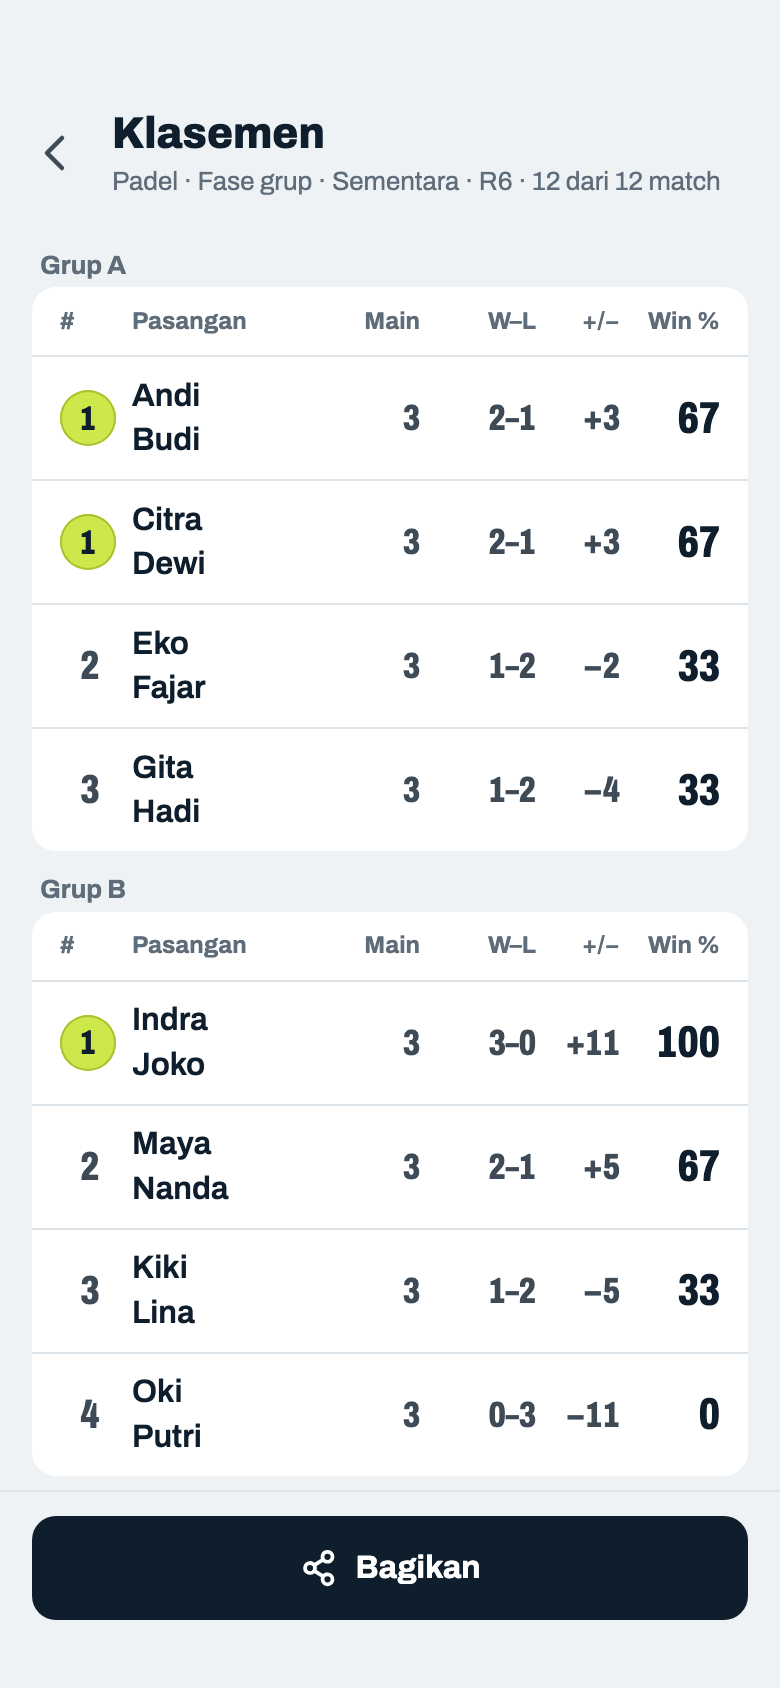 Klasemen
Padel · Fase grup · Sementara · R6 · 12 dari 12 match
Grup A
# Pasangan Main W–L +/– Win %
1 Andi Budi 3 2–1 +3 67
1 Citra Dewi 3 2–1 +3 67
2 Eko Fajar 3 1–2 –2 33
3 Gita Hadi 3 1–2 –4 33
Grup B
# Pasangan Main W–L +/– Win %
1 Indra Joko 3 3–0 +11 100
2 Maya Nanda 3 2–1 +5 67
3 Kiki Lina 3 1–2 –5 33
4 Oki Putri 3 0–3 –11 0
Bagikan